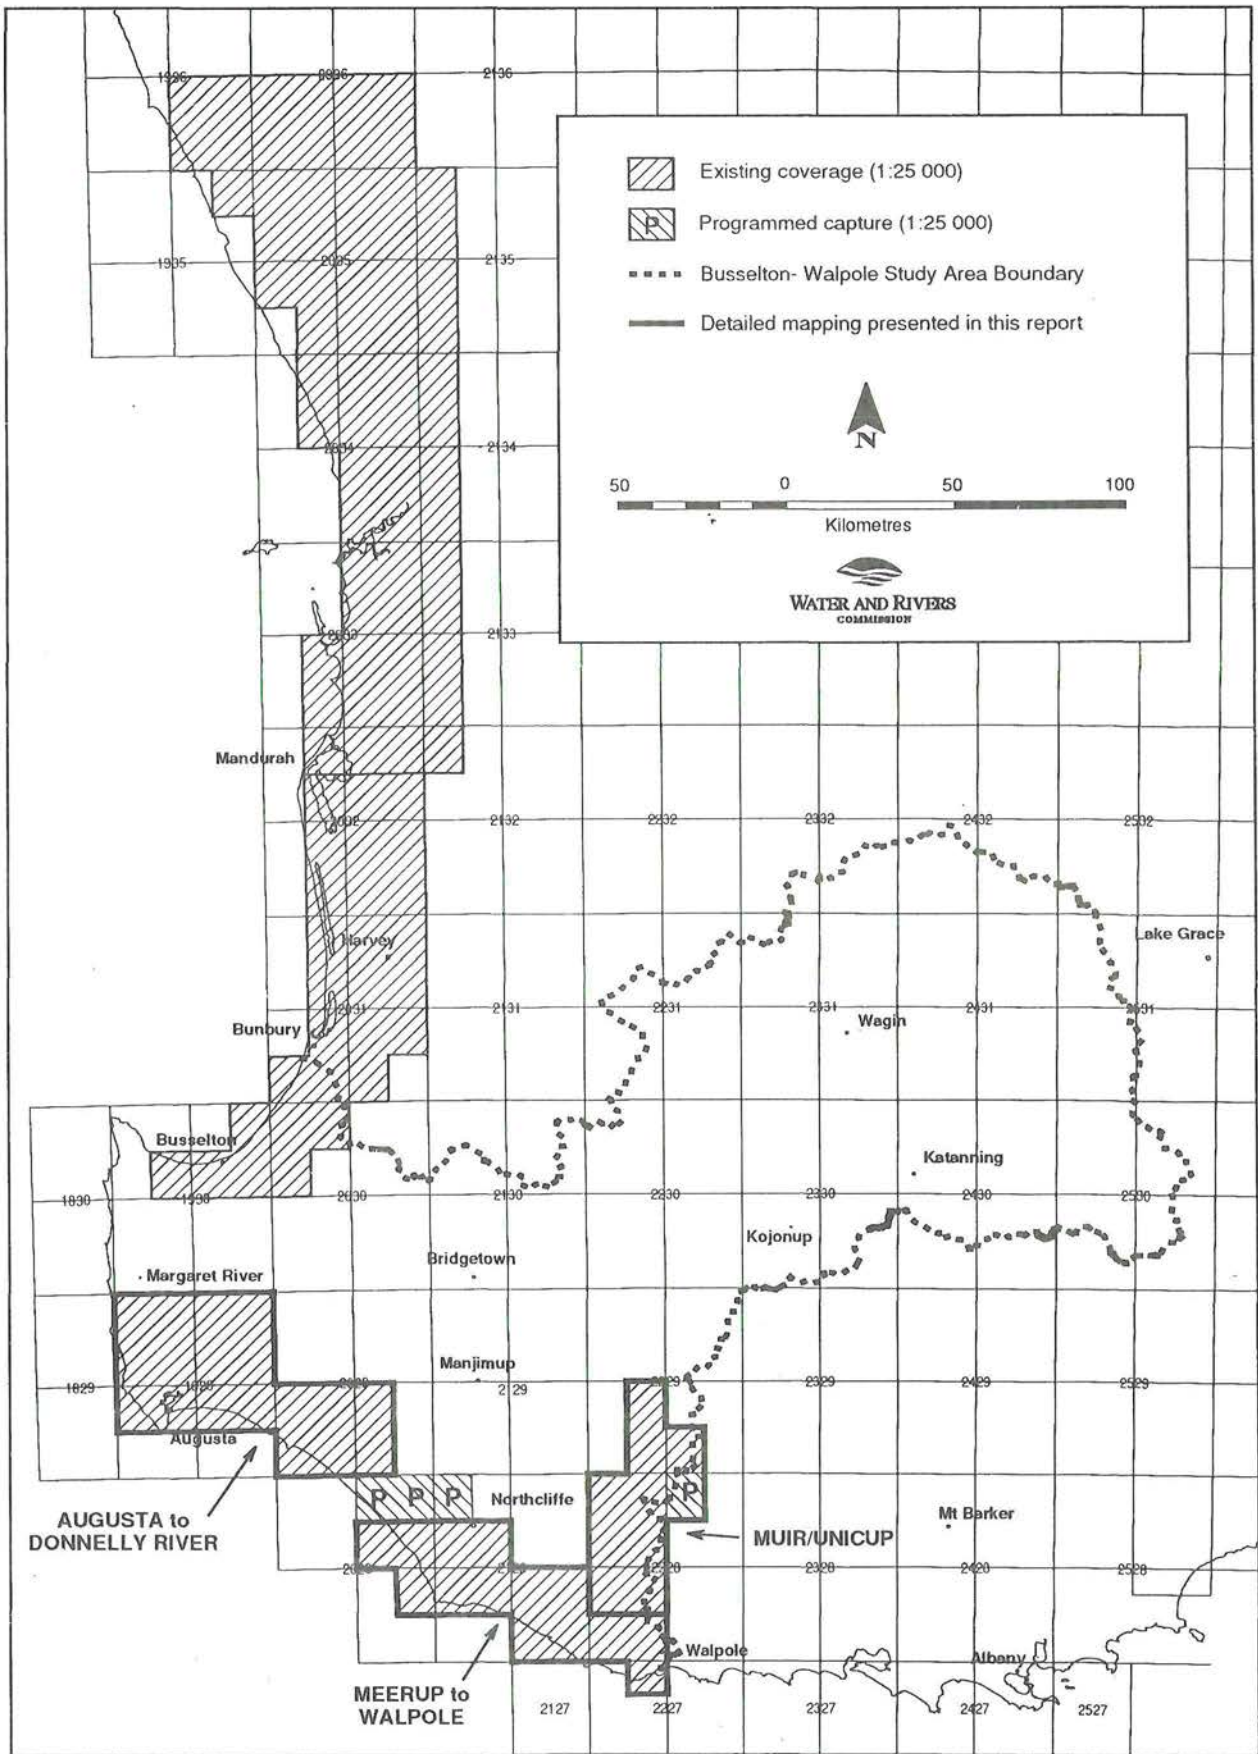 1936
2036
2136
Existing coverage (1:25 000)
P
Programmed capture (1:25 000)
Busselton- Walpole Study Area Boundary
Detailed mapping presented in this report
N
50 0 50 100
Kilometres
WATER AND RIVERS
COMMISSION
1935
2035
2135
2034
2134
2033
2133
Mandurah
2032
2132
2232
2332
2432
2532
Harvey
Lake Grace
2031
2131
2231
2331
2431
2531
Bunbury
Wagin
Busselton
Katanning
1830
1930
2030
2130
2230
2330
2430
2530
Kojonup
Bridgetown
Margaret River
Manjimup
1829
1929
2029
2129
2229
2329
2429
2529
Augusta
AUGUSTA to
DONNELLY RIVER
P P P
Northcliffe
P
Mt Barker
MUIR/UNICUP
2028
2128
2228
2328
2428
2528
Walpole
Albany
MEERUP to
WALPOLE
2127
2227
2327
2427
2527